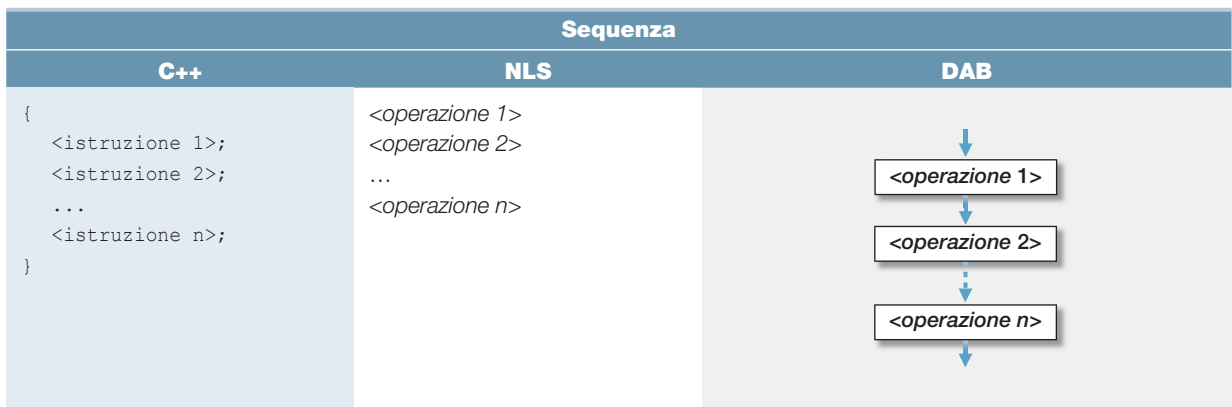 Sequenza
C++
NLS
DAB
{
<istruzione 1>;
<istruzione 2>;
...
<istruzione n>;
}
<operazione 1>
<operazione 2>
…
<operazione n>
<operazione 1>
<operazione 2>
<operazione n>